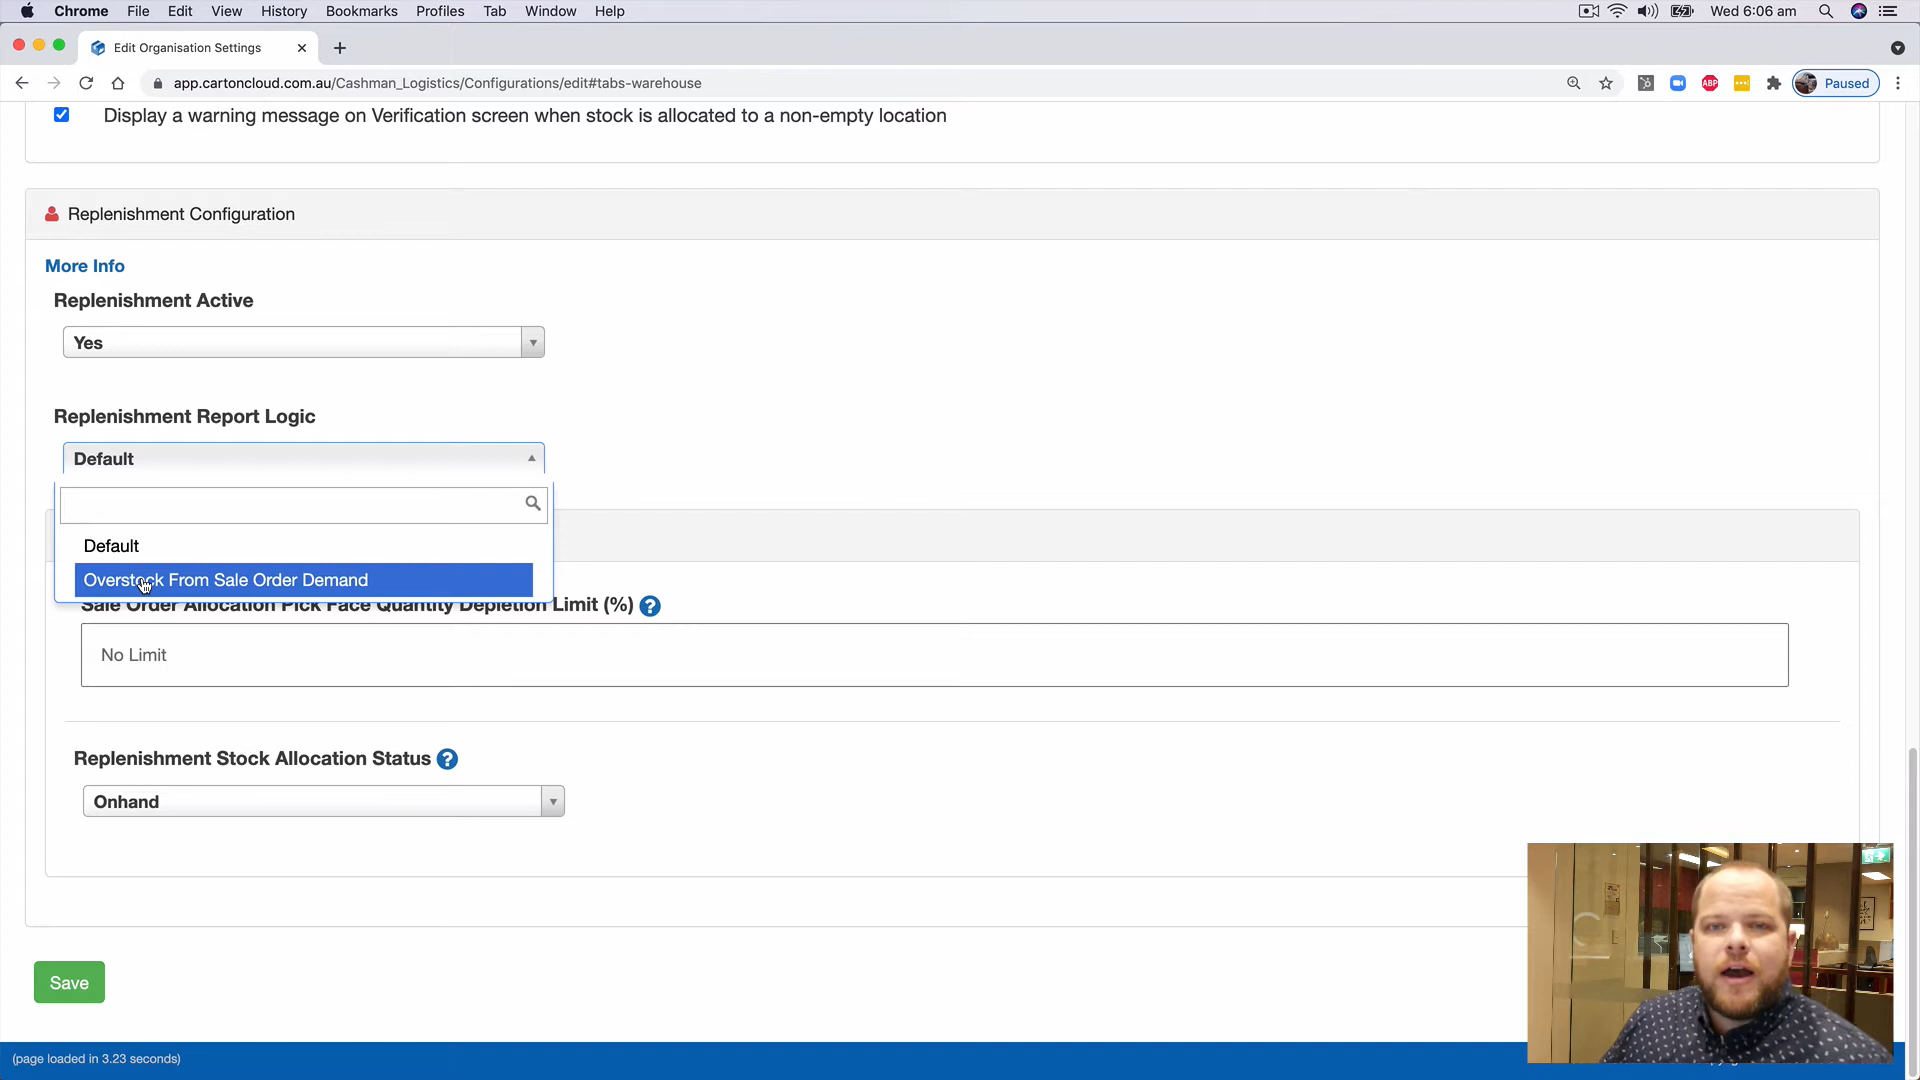 Chrome File Edit View History Bookmarks Profiles Tab Window Help Wed 6:06 am
Edit Organisation Settings
app.cartoncloud.com.au/Cashman_Logistics/Configurations/edit#tabs-warehouse ABP Paused
Display a warning message on Verification screen when stock is allocated to a non-empty location
Replenishment Configuration
More Info
Replenishment Active
Yes
Replenishment Report Logic
Default
Default
Overstock From Sale Order Demand
Sale Order Allocation Pick Face Quantity Depletion Limit (%) ?
No Limit
Replenishment Stock Allocation Status ?
Onhand
Save
(page loaded in 3.23 seconds)